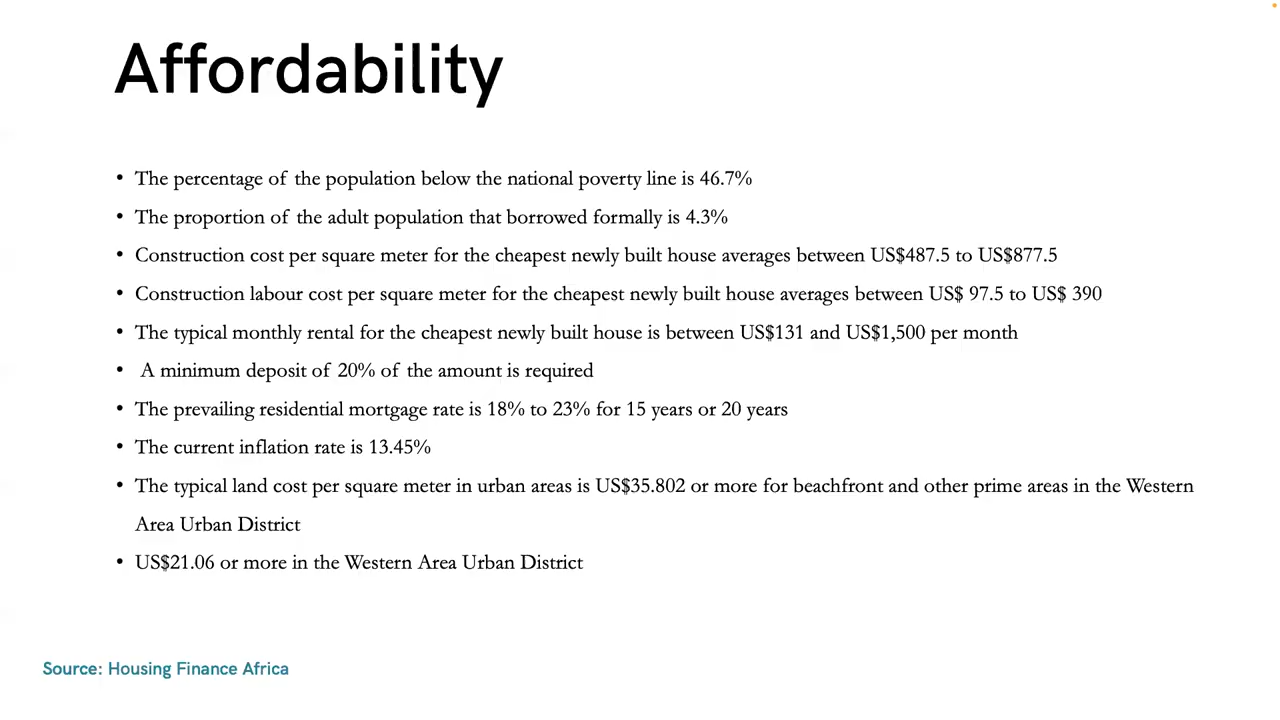 Affordability
• The percentage of the population below the national poverty line is 46.7%
• The proportion of the adult population that borrowed formally is 4.3%
• Construction cost per square meter for the cheapest newly built house averages between US$487.5 to US$877.5
• Construction labour cost per square meter for the cheapest newly built house averages between US$ 97.5 to US$ 390
• The typical monthly rental for the cheapest newly built house is between US$131 and US$1,500 per month
• A minimum deposit of 20% of the amount is required
• The prevailing residential mortgage rate is 18% to 23% for 15 years or 20 years
• The current inflation rate is 13.45%
• The typical land cost per square meter in urban areas is US$35.802 or more for beachfront and other prime areas in the Western
Area Urban District
• US$21.06 or more in the Western Area Urban District
Source: Housing Finance Africa